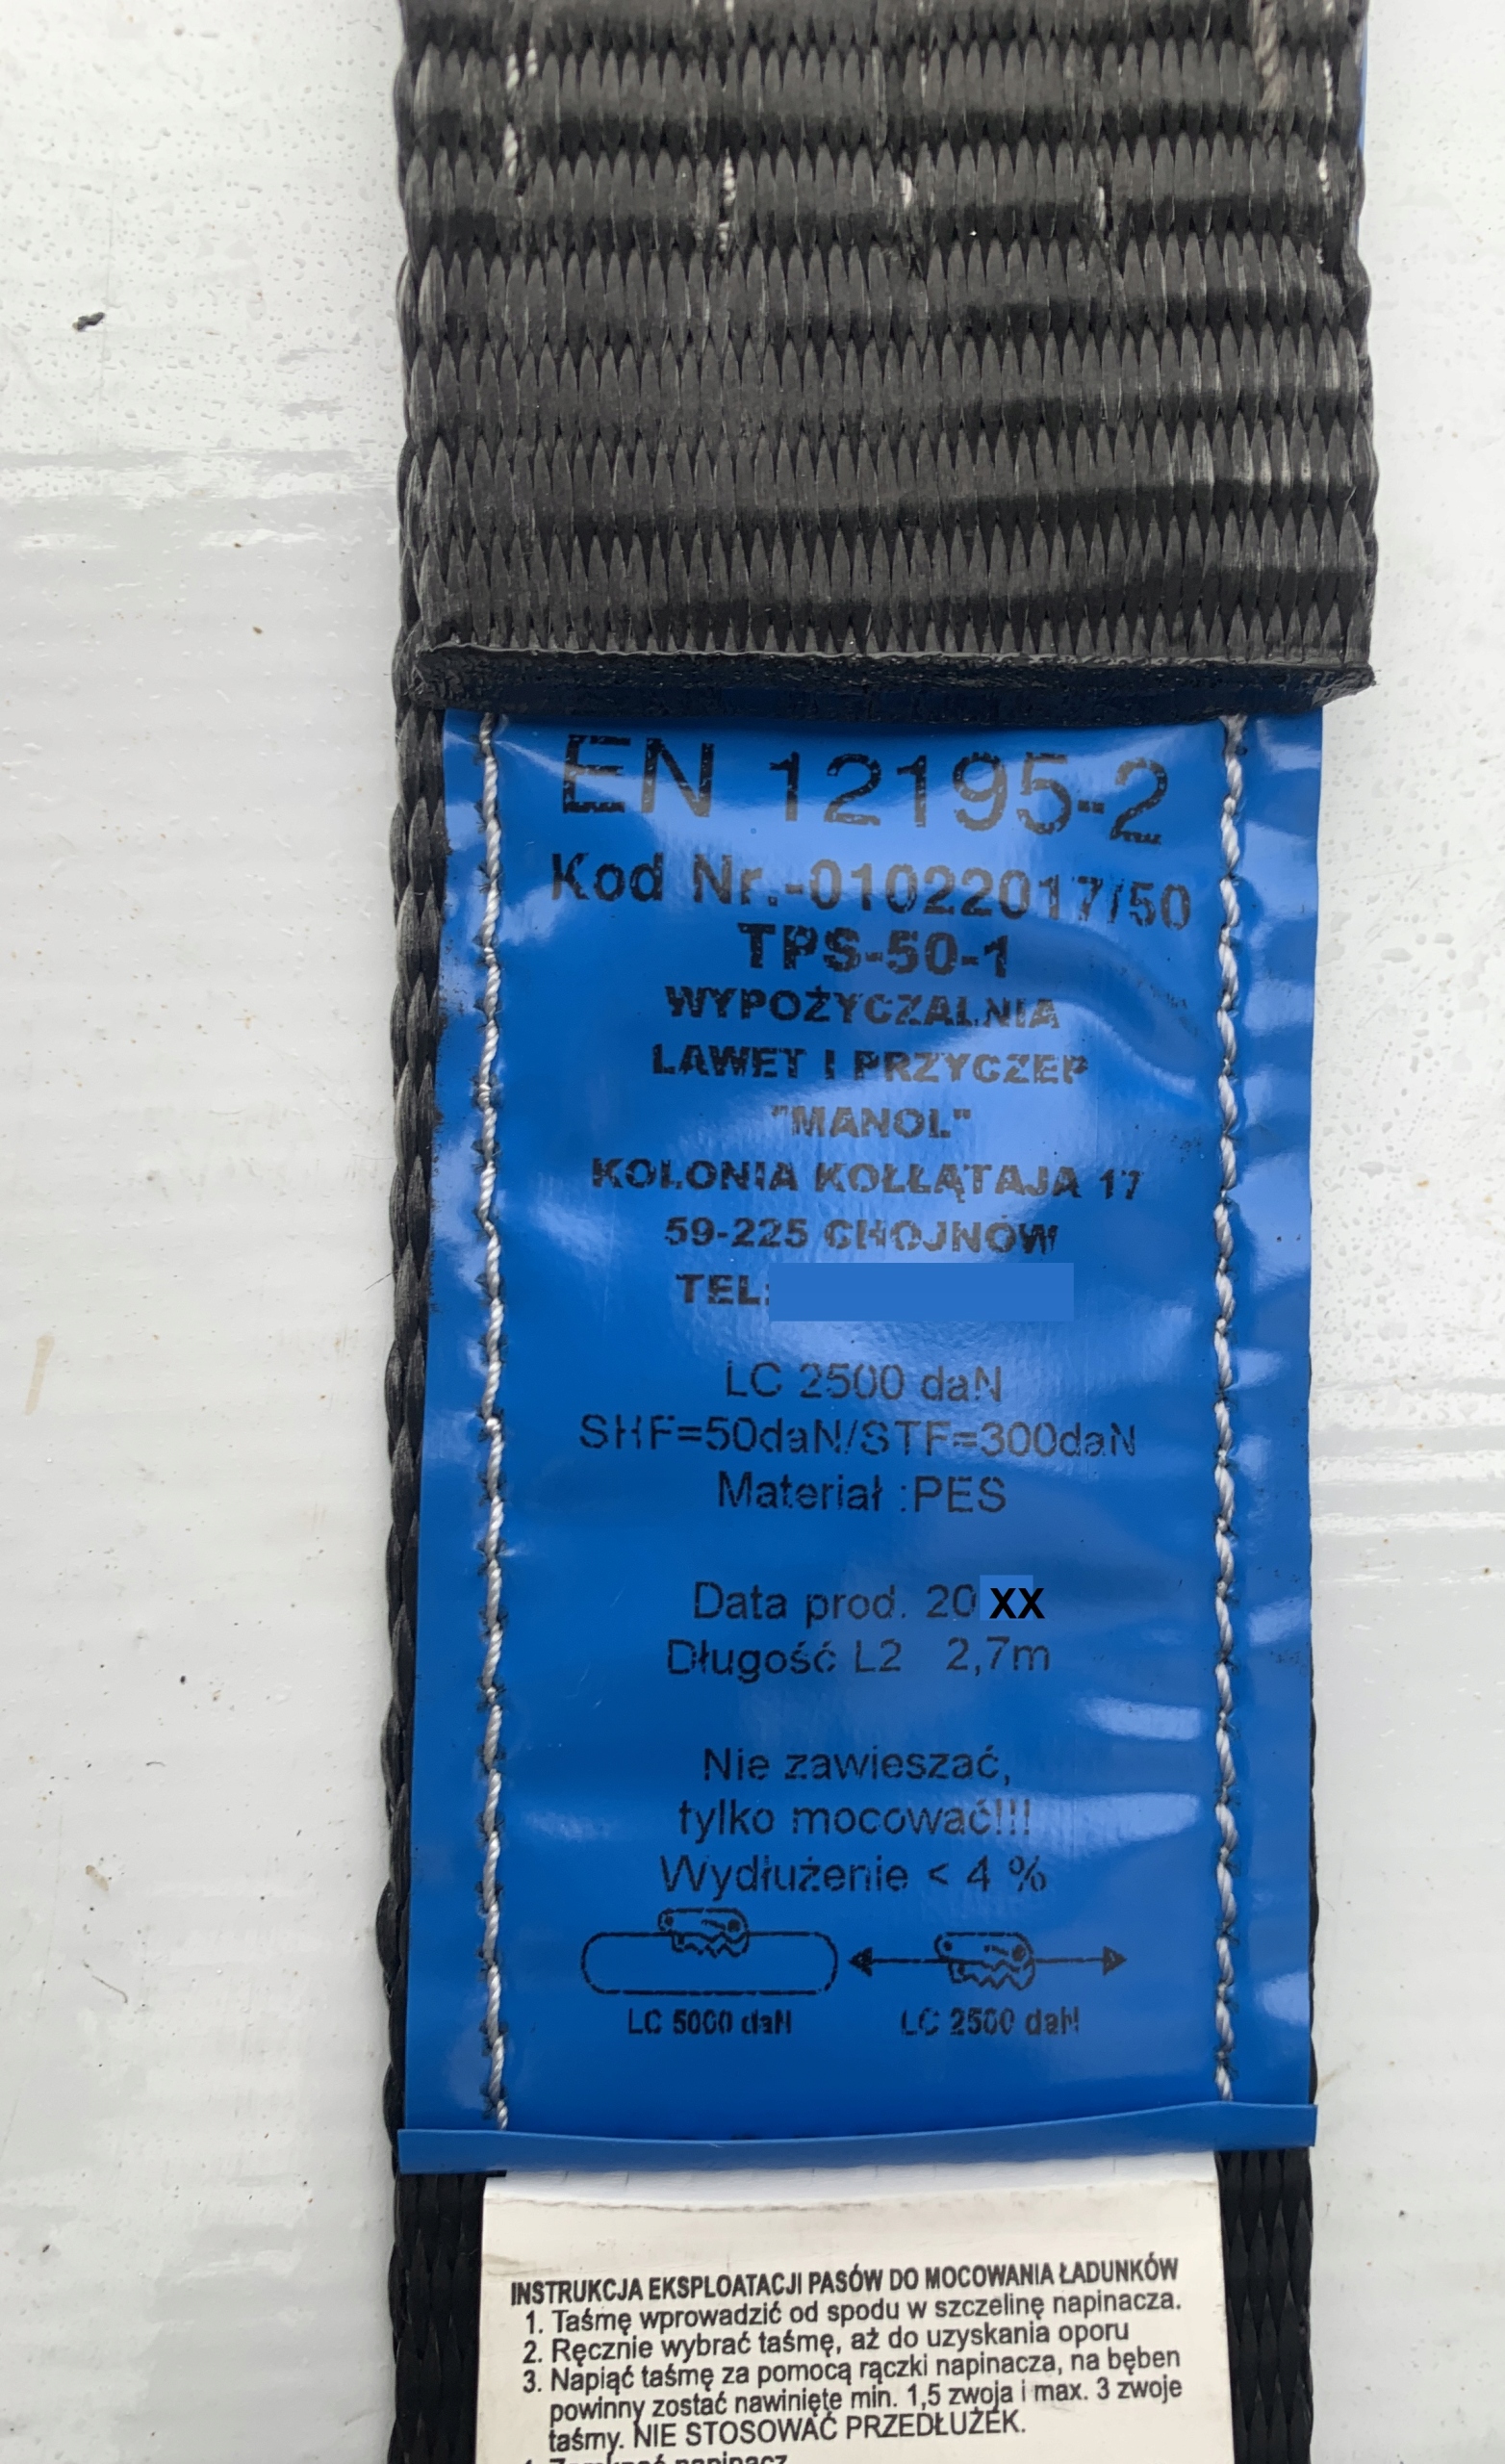 EN 12195-2
Kod Nr.-01022017/50
TPS-50-1
WYPOŻYCZALNIA
LAWET I PRZYCZEP
"MANOL"
KOLONIA KOŁŁĄTAJA 17
59-225 CHOJNÓW
TEL:
LC 2500 daN
SHF=50daN/STF=300daN
Materiał :PES
Data prod. 20 XX
Długość L2 2,7m
Nie zawieszać,
tylko mocować!!!
Wydłużenie < 4 %
LC 5000 daN LC 2500 daN
INSTRUKCJA EKSPLOATACJI PASÓW DO MOCOWANIA ŁADUNKÓW
1. Taśmę wprowadzić od spodu w szczelinę napinacza.
2. Ręcznie wybrać taśmę, aż do uzyskania oporu
3. Napiąć taśmę za pomocą rączki napinacza, na bęben
powinny zostać nawinięte min. 1,5 zwoja i max. 3 zwoje
taśmy. NIE STOSOWAĆ PRZEDŁUŻEK.